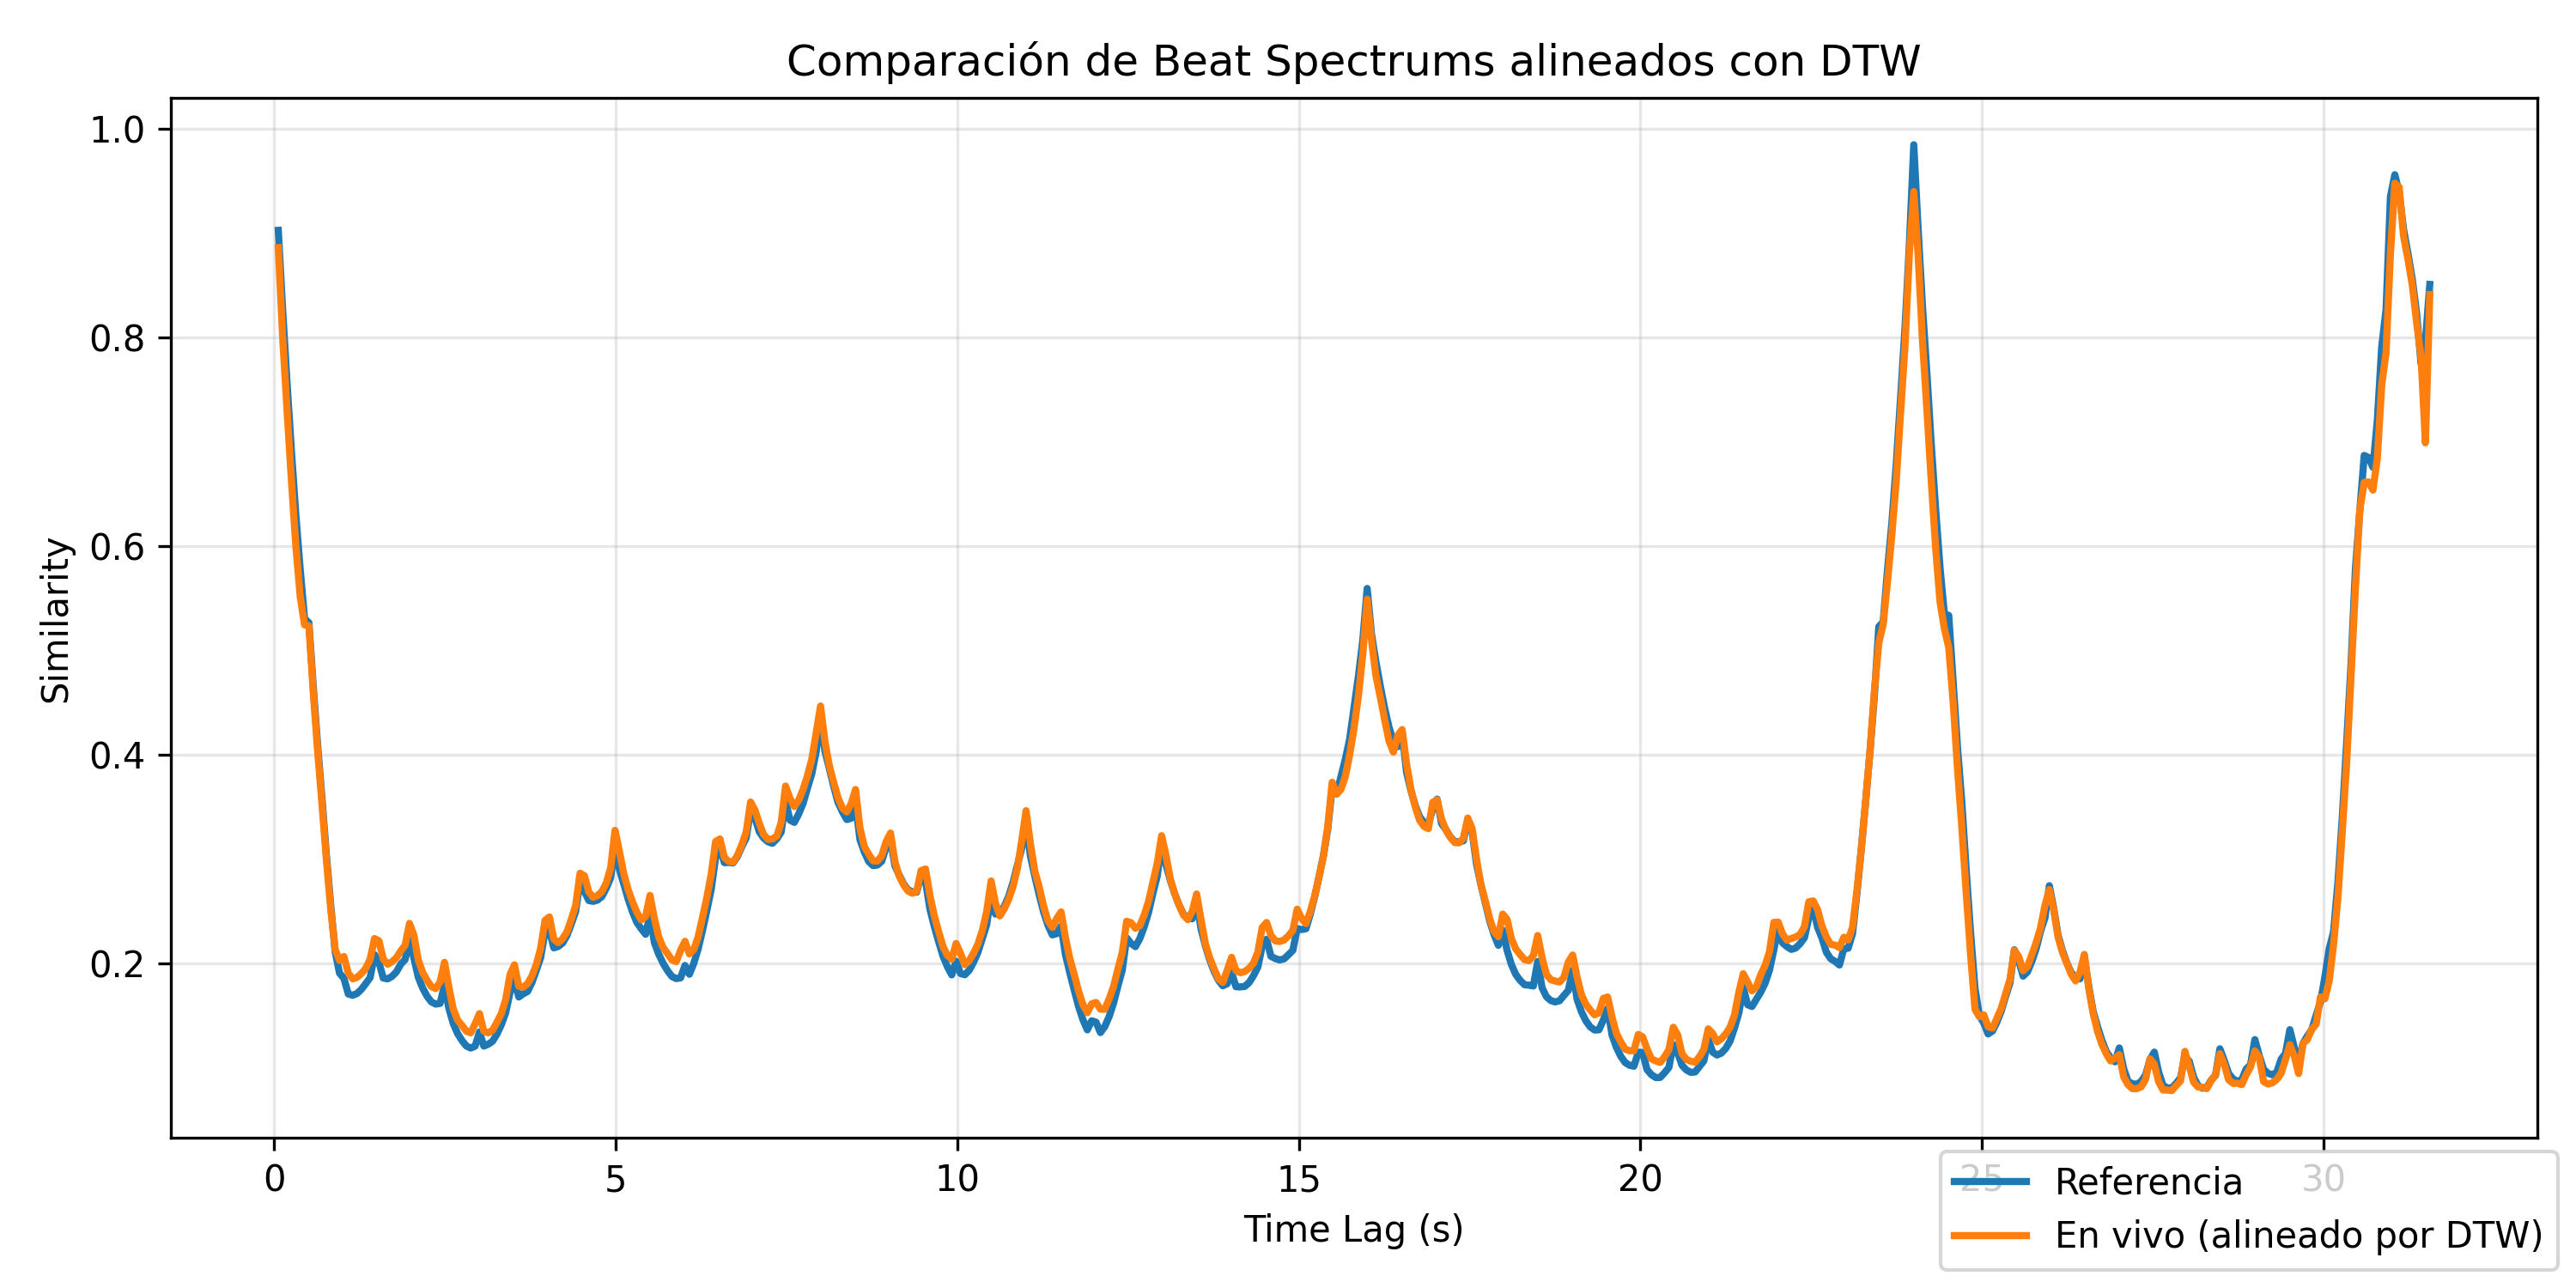 Comparación de Beat Spectrums alineados con DTW
1.0
0.8
0.6
0.4
0.2
Similarity
0 5 10 15 20 25 30
Time Lag (s)
Referencia
En vivo (alineado por DTW)